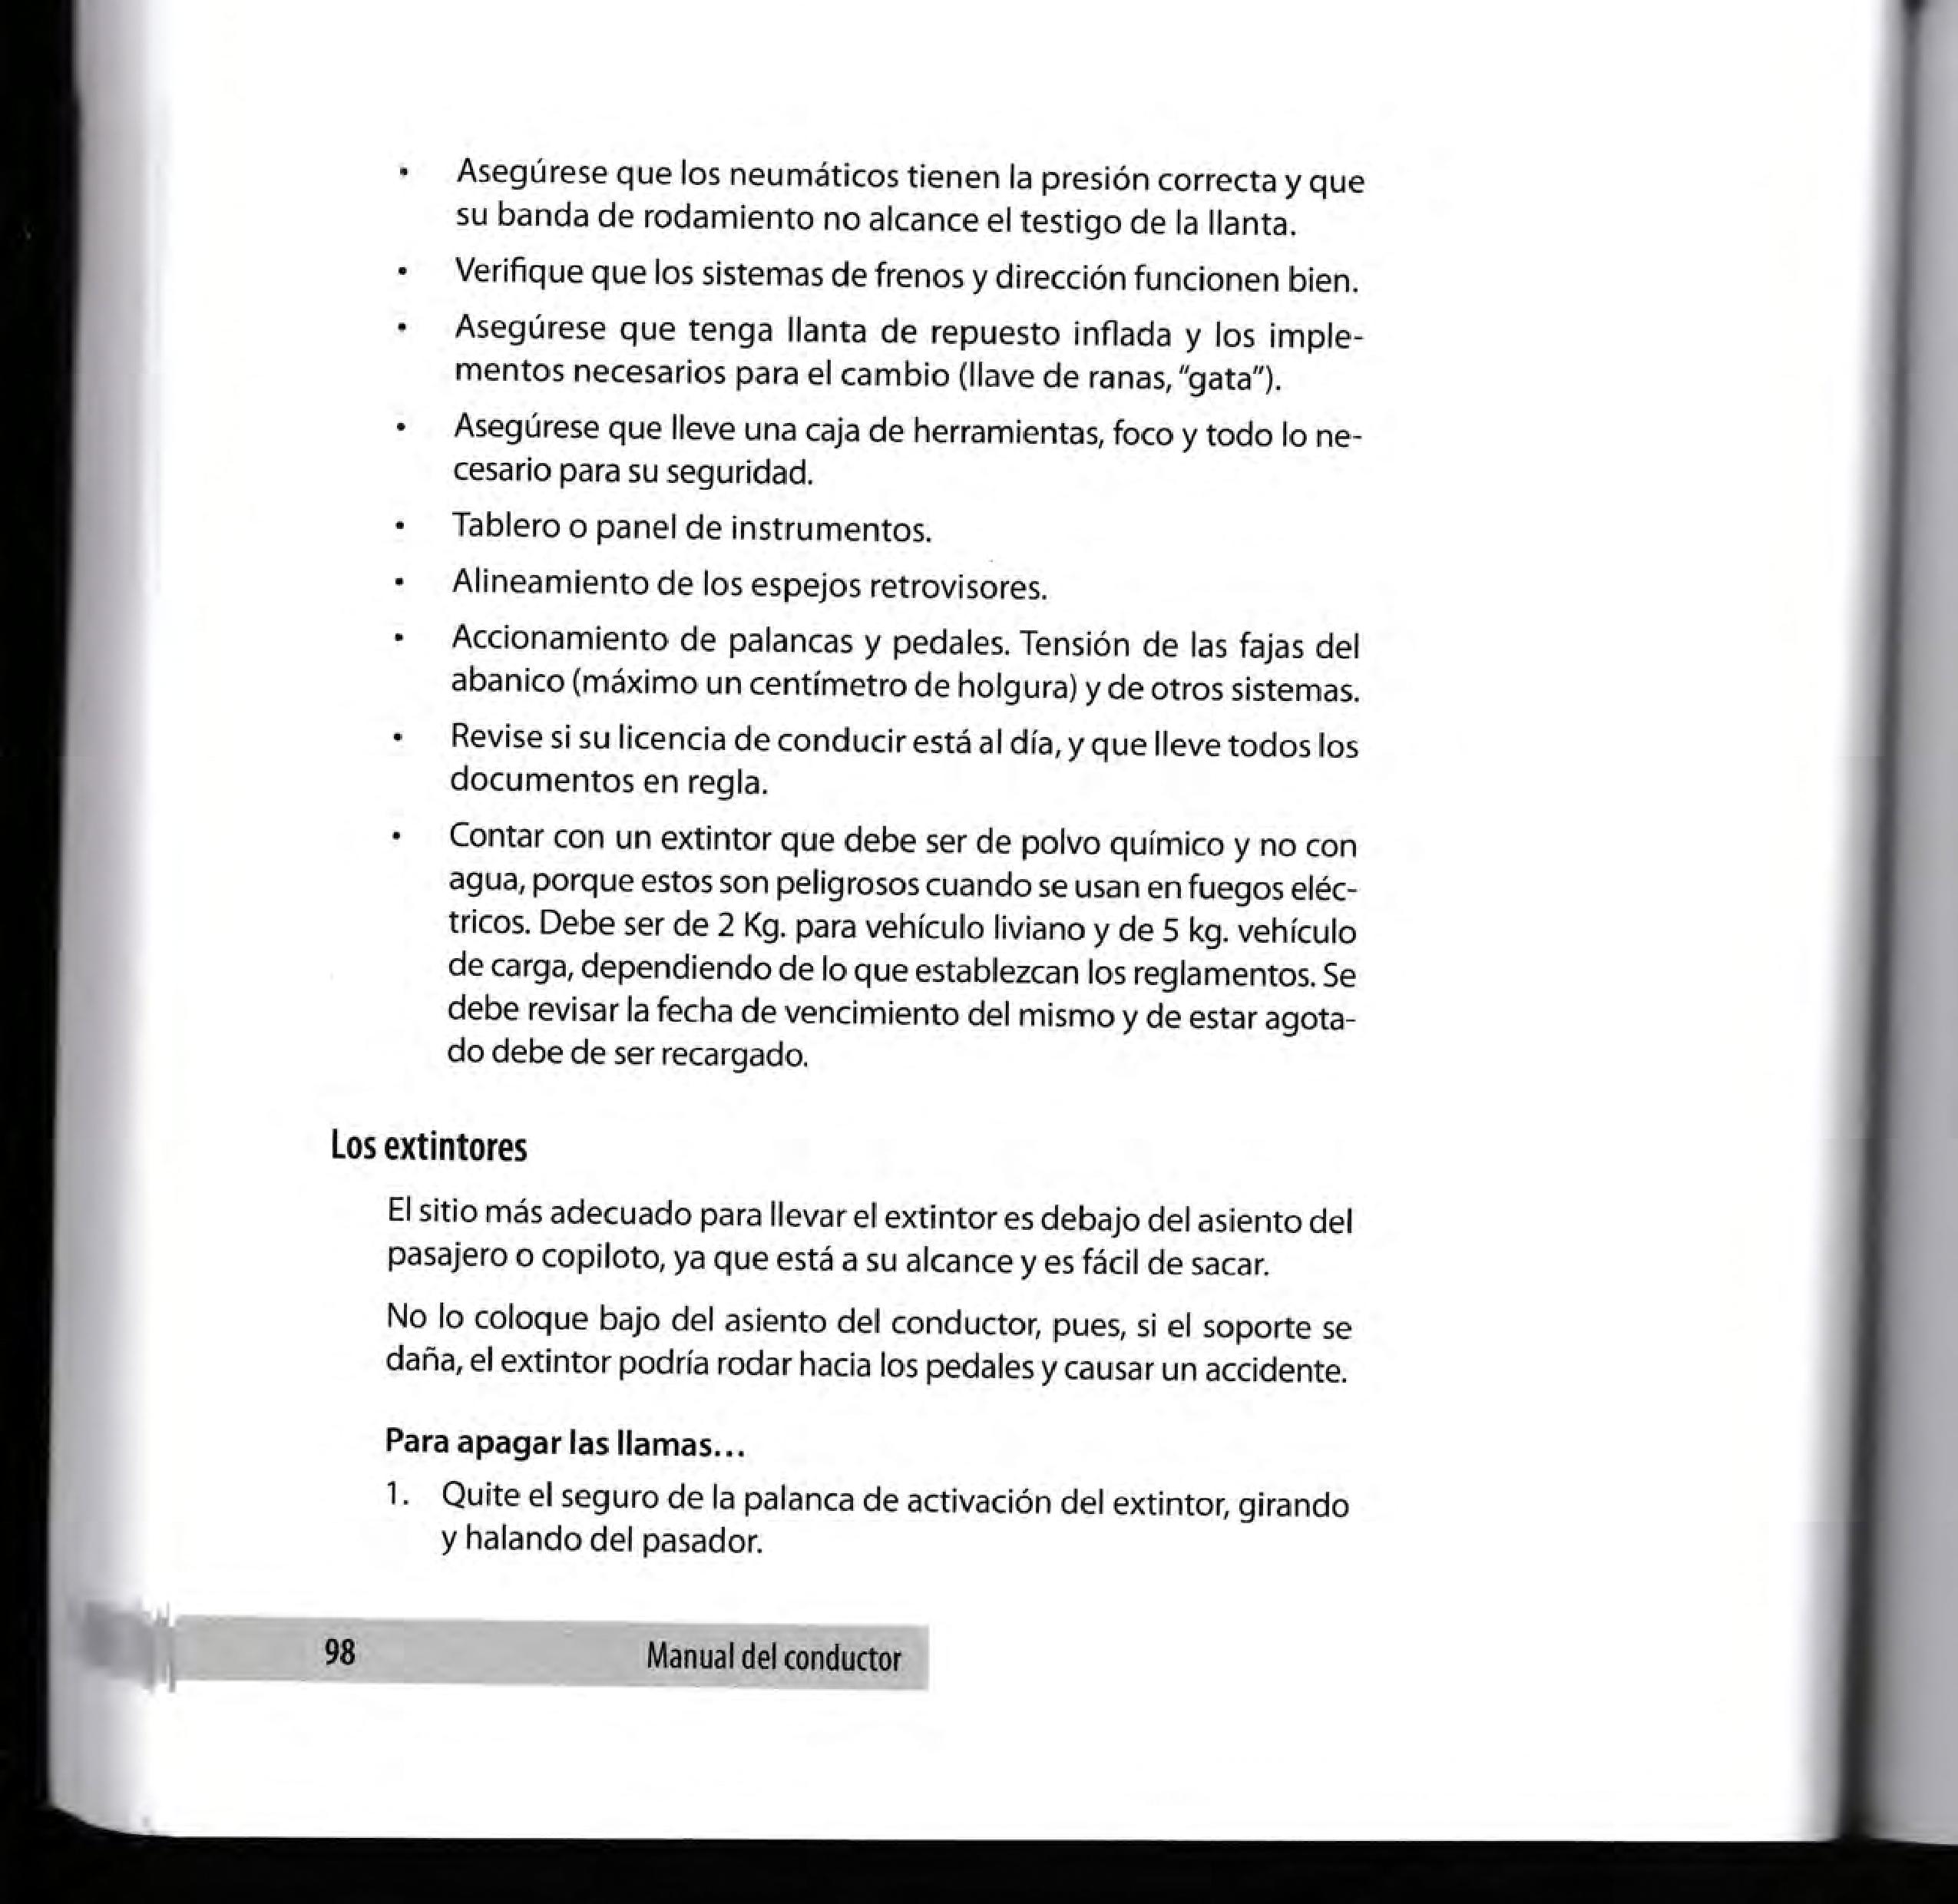 • Asegúrese que los neumáticos tienen la presión correcta y que
su banda de rodamiento no alcance el testigo de la llanta.
• Verifique que los sistemas de frenos y dirección funcionen bien.
• Asegúrese que tenga llanta de repuesto inflada y los imple-
mentos necesarios para el cambio (llave de ranas, "gata").
• Asegúrese que lleve una caja de herramientas, foco y todo lo ne-
cesario para su seguridad.
• Tablero o panel de instrumentos.
• Alineamiento de los espejos retrovisores.
• Accionamiento de palancas y pedales. Tensión de las fajas del
abanico (máximo un centímetro de holgura) y de otros sistemas.
• Revise si su licencia de conducir está al día, y que lleve todos los
documentos en regla.
• Contar con un extintor que debe ser de polvo químico y no con
agua, porque estos son peligrosos cuando se usan en fuegos eléc-
tricos. Debe ser de 2 Kg. para vehículo liviano y de 5 kg. vehículo
de carga, dependiendo de lo que establezcan los reglamentos. Se
debe revisar la fecha de vencimiento del mismo y de estar agota-
do debe de ser recargado.
Los extintores
El sitio más adecuado para llevar el extintor es debajo del asiento del
pasajero o copiloto, ya que está a su alcance y es fácil de sacar.
No lo coloque bajo del asiento del conductor, pues, si el soporte se
daña, el extintor podría rodar hacia los pedales y causar un accidente.
Para apagar las llamas...
1. Quite el seguro de la palanca de activación del extintor, girando
y halando del pasador.
98 Manual del conductor